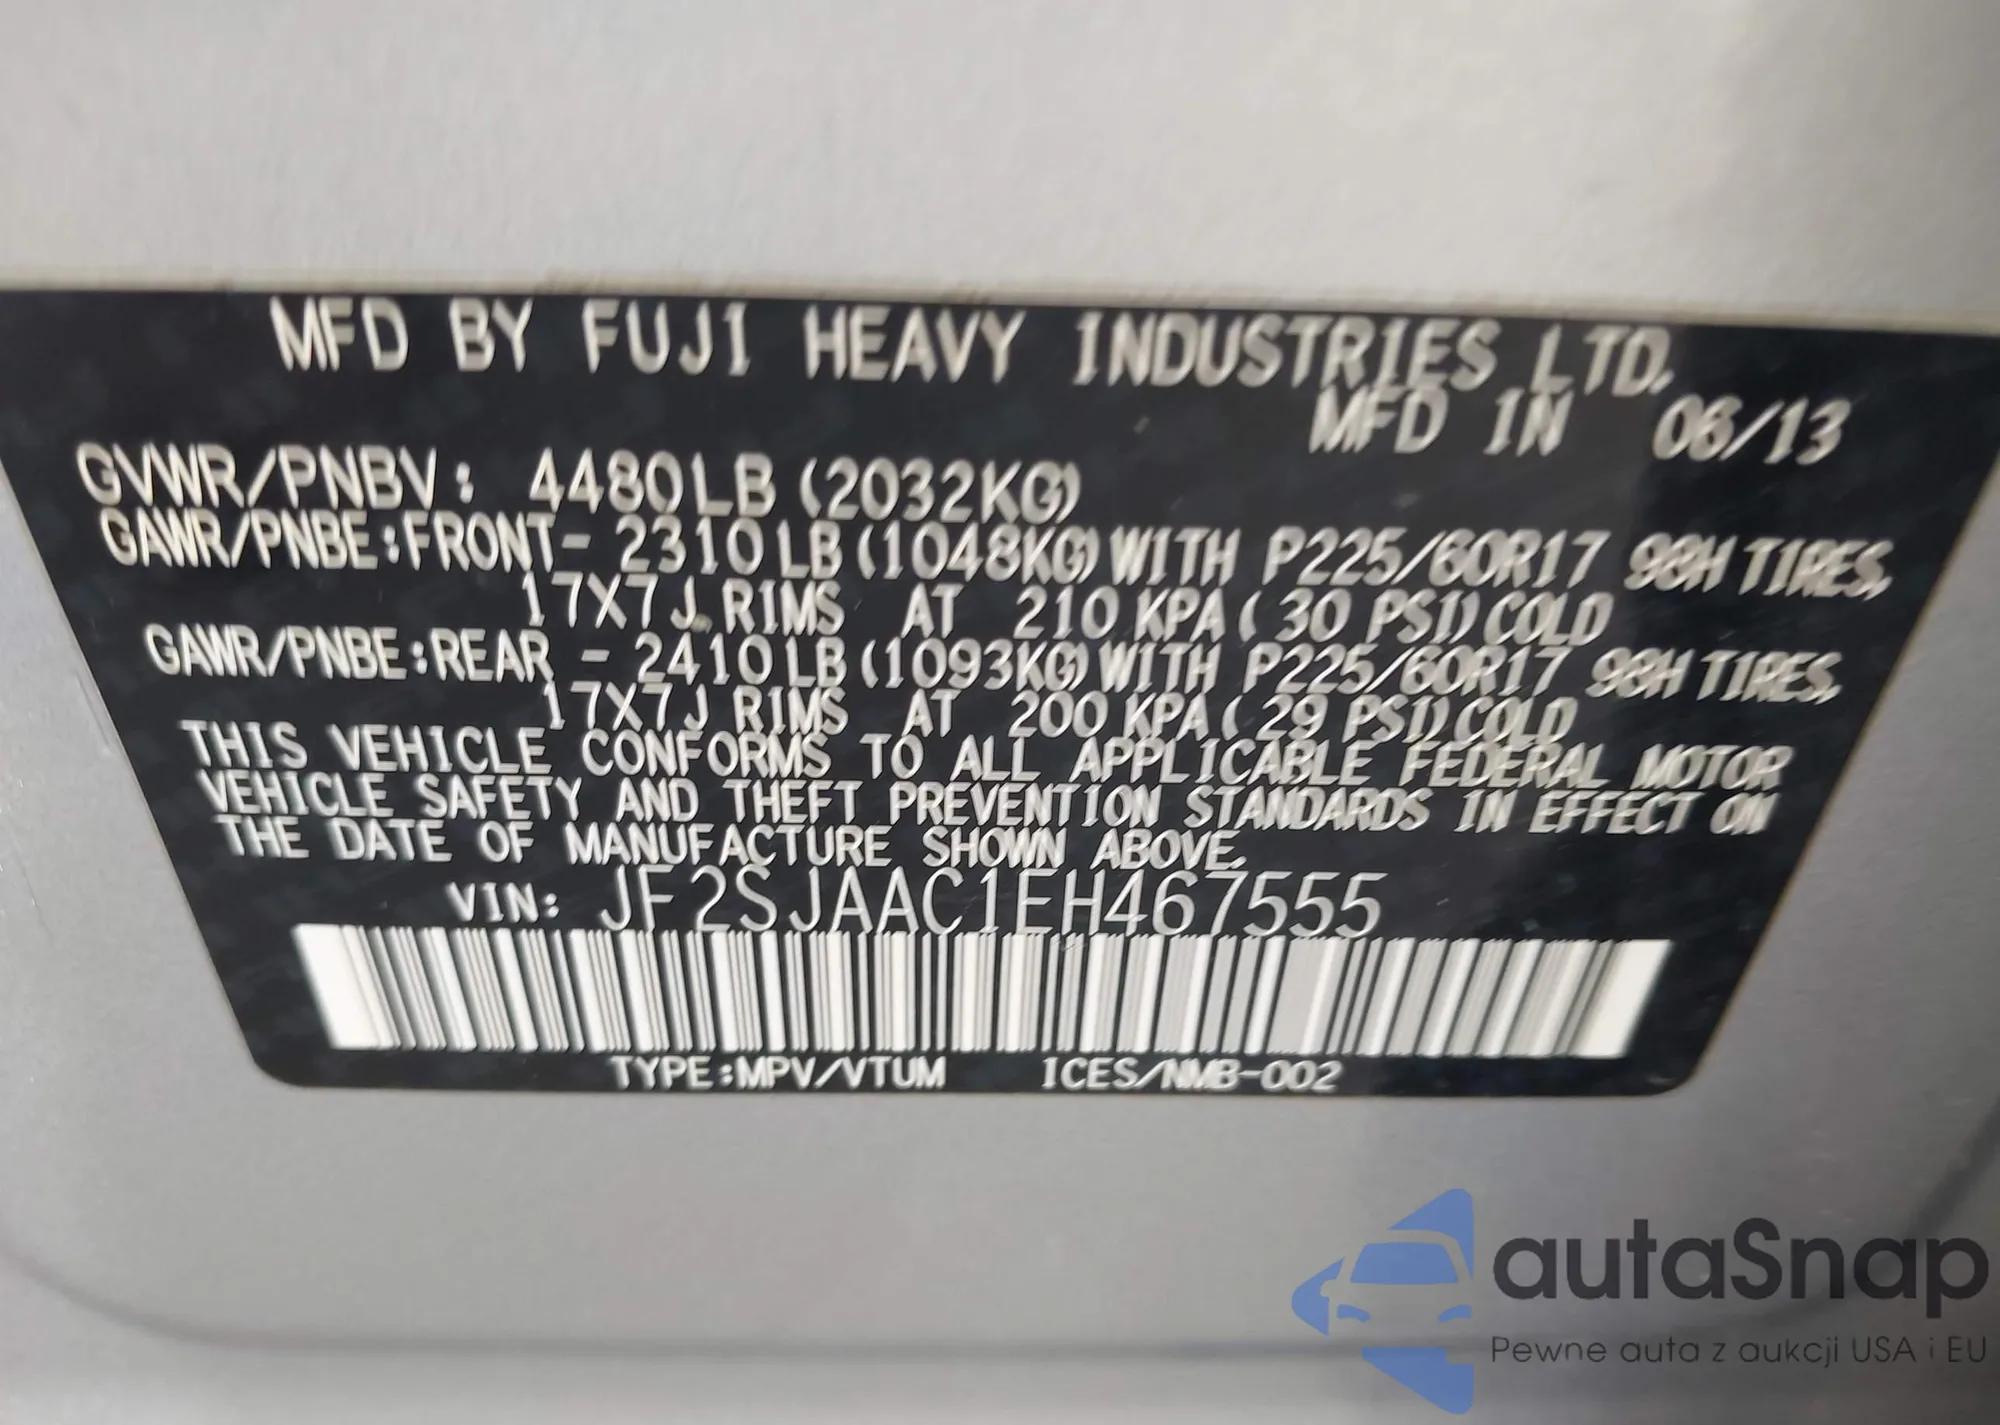 MFD BY FUJI HEAVY INDUSTRIES LTD.
MFD IN 06/13
GVWR/PNBV: 4480LB (2032KG)
GAWR/PNBE:FRONT- 2310LB (1048KG) WITH P225/60R17 98H TIRES,
17X7J RIMS AT 210 KPA ( 30 PSI) COLD
GAWR/PNBE:REAR - 2410LB (1093KG) WITH P225/60R17 98H TIRES,
17X7J RIMS AT 200 KPA ( 29 PSI) COLD
THIS VEHICLE CONFORMS TO ALL APPLICABLE FEDERAL MOTOR
VEHICLE SAFETY AND THEFT PREVENTION STANDARDS IN EFFECT ON
THE DATE OF MANUFACTURE SHOWN ABOVE.
VIN: JF2SJAAC1EH467555
TYPE:MPV/VTUM ICES/NMB-002
autaSnap
Pewne auta z aukcji USA i EU